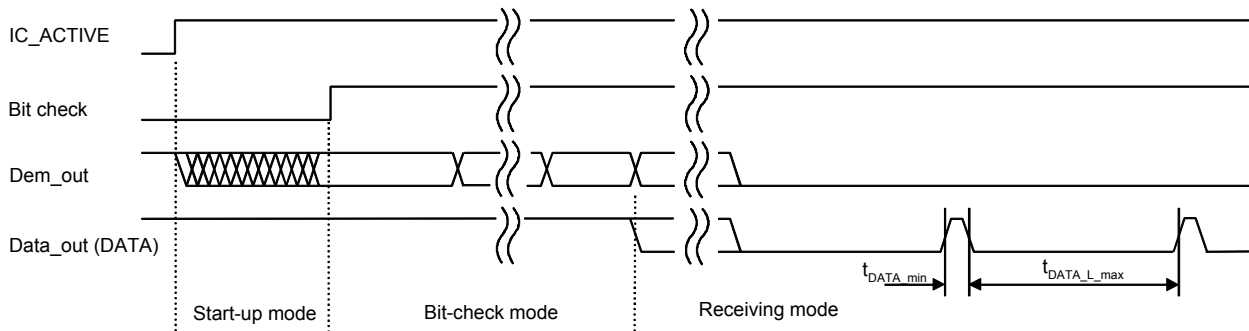 IC_ACTIVE
Bit check
Dem_out
Data_out (DATA)
tDATA_min
tDATA_L_max
Start-up mode
Bit-check mode
Receiving mode